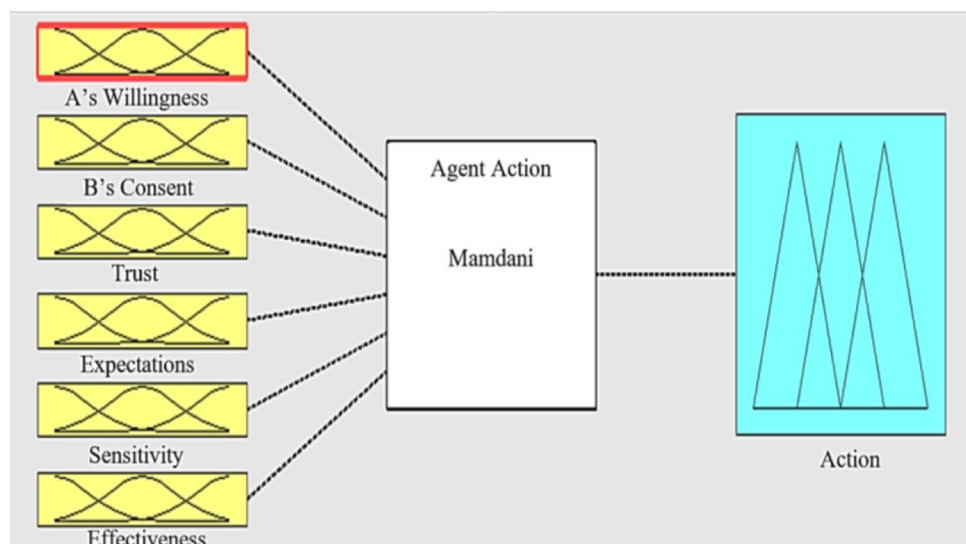 A's Willingness
B's Consent
Trust
Expectations
Sensitivity
Effectiveness
Agent Action
Mamdani
Action